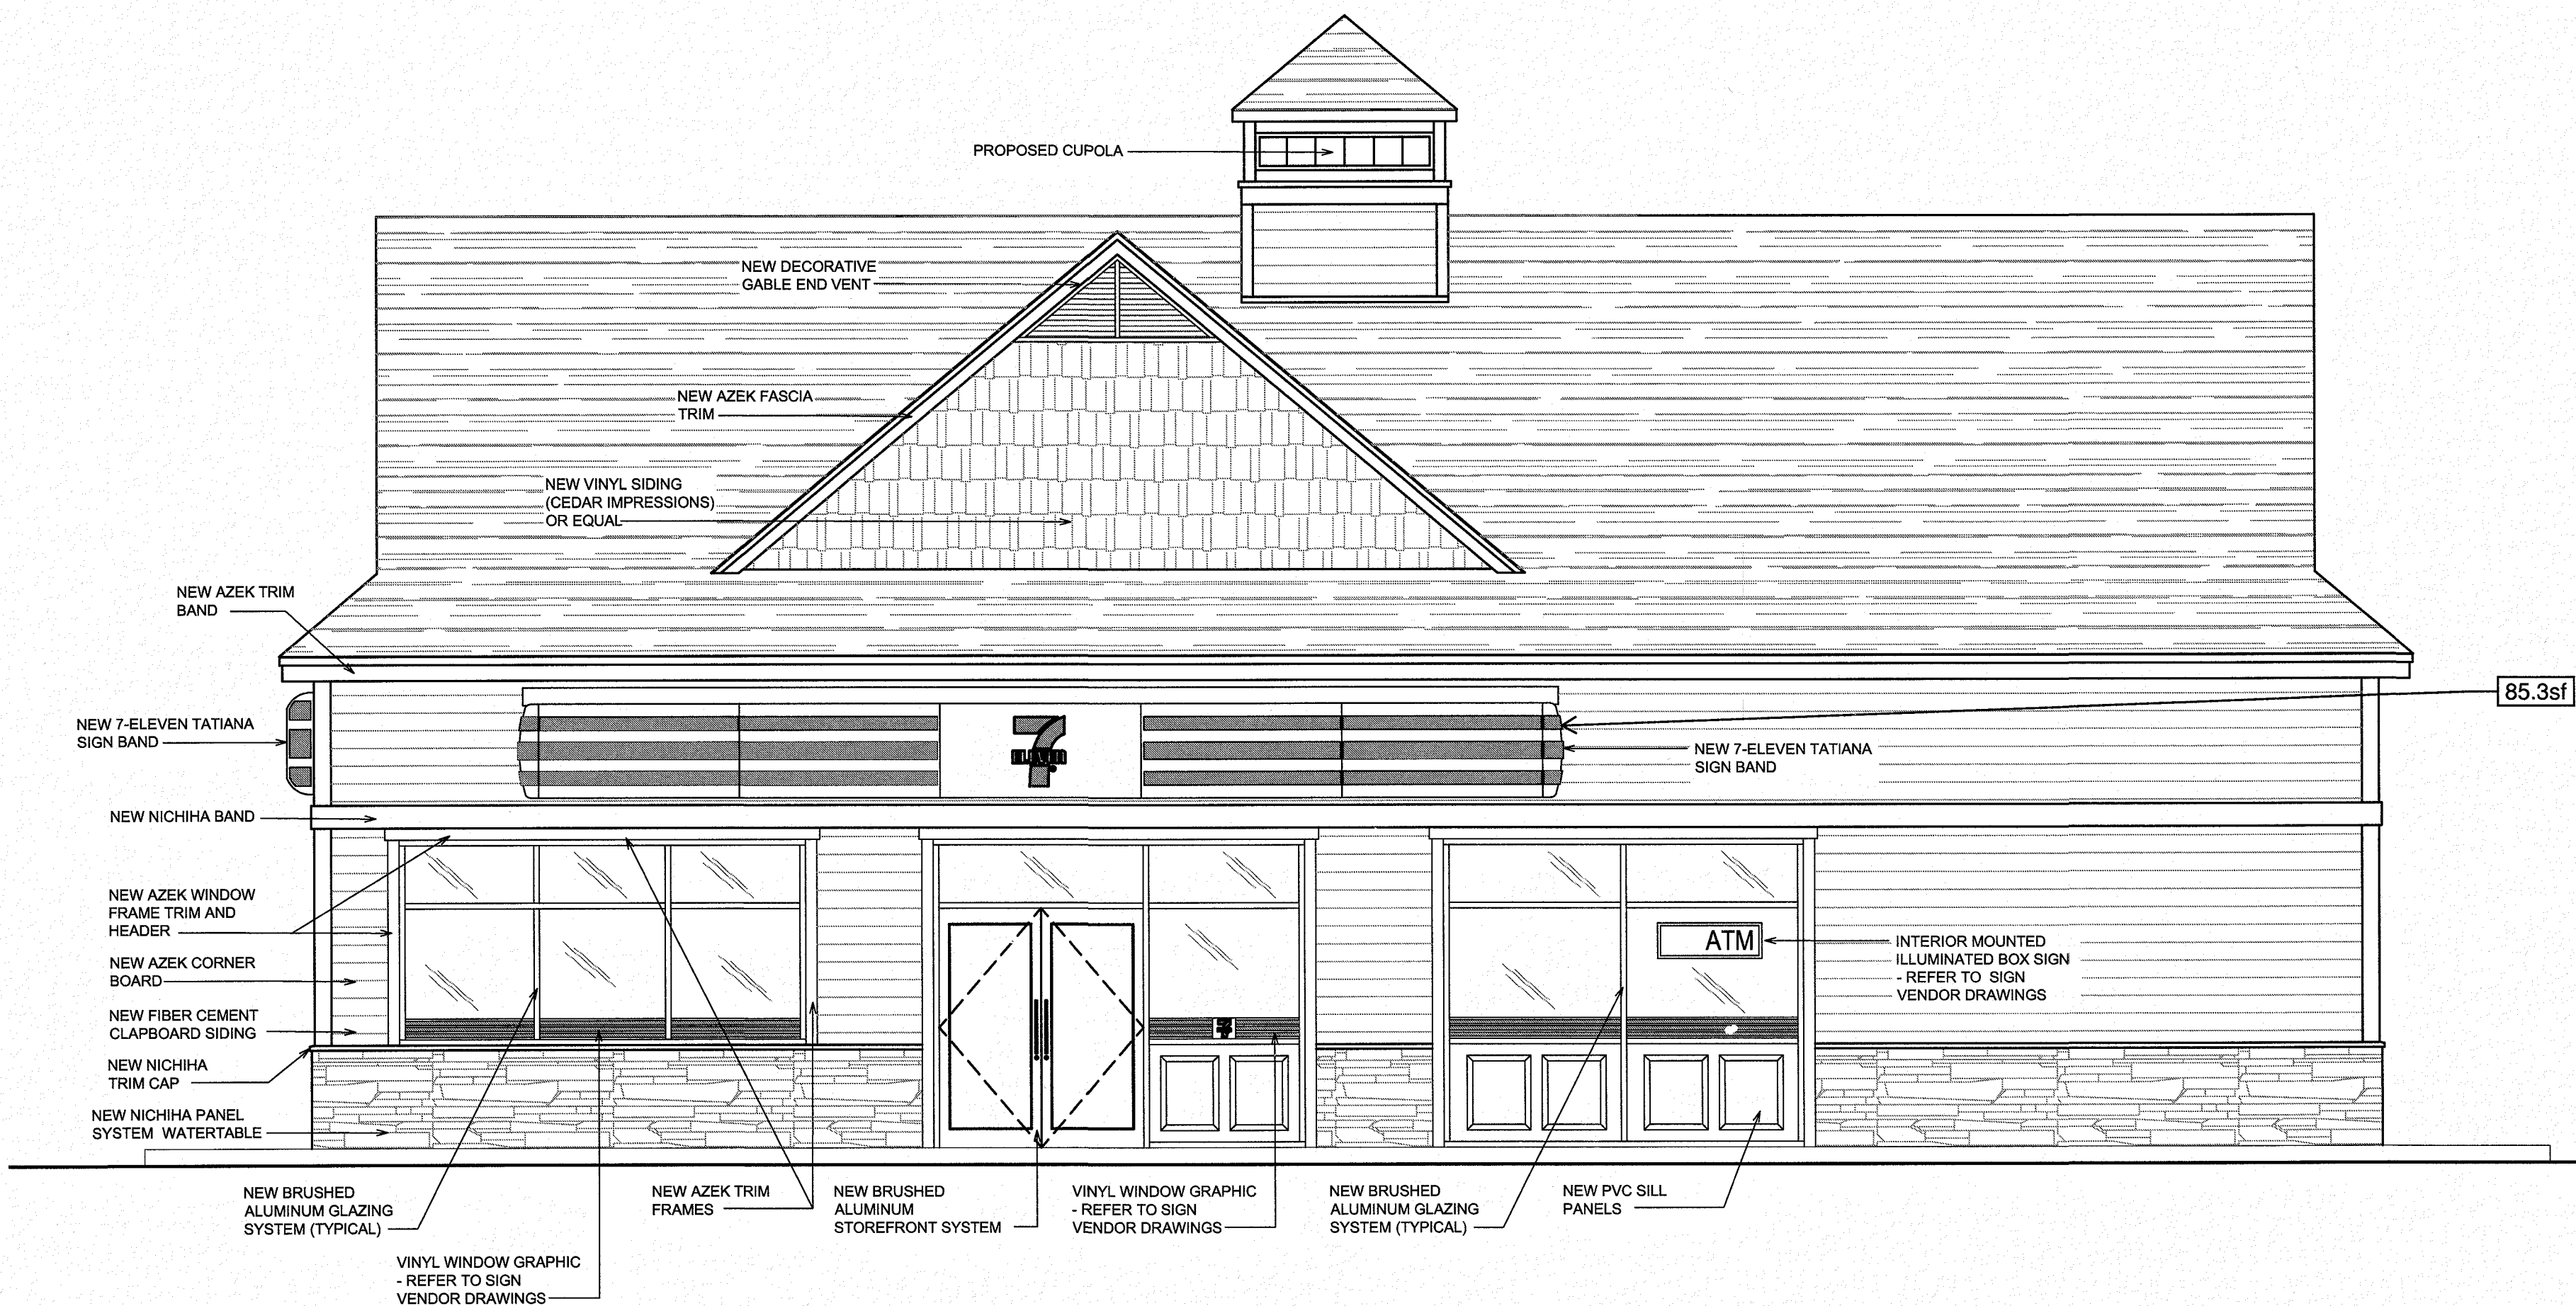 PROPOSED CUPOLA
NEW DECORATIVE
GABLE END VENT
NEW AZEK FASCIA
TRIM
NEW VINYL SIDING
(CEDAR IMPRESSIONS)
OR EQUAL
NEW AZEK TRIM
BAND
85.3sf
NEW 7-ELEVEN TATIANA
SIGN BAND
7
ELEVEN
NEW 7-ELEVEN TATIANA
SIGN BAND
NEW NICHIHA BAND
NEW AZEK WINDOW
FRAME TRIM AND
HEADER
ATM
INTERIOR MOUNTED
ILLUMINATED BOX SIGN
- REFER TO SIGN
VENDOR DRAWINGS
NEW AZEK CORNER
BOARD
NEW FIBER CEMENT
CLAPBOARD SIDING
NEW NICHIHA
TRIM CAP
NEW NICHIHA PANEL
SYSTEM WATERTABLE
NEW BRUSHED
ALUMINUM GLAZING
SYSTEM (TYPICAL)
VINYL WINDOW GRAPHIC
- REFER TO SIGN
VENDOR DRAWINGS
NEW AZEK TRIM
FRAMES
NEW BRUSHED
ALUMINUM
STOREFRONT SYSTEM
VINYL WINDOW GRAPHIC
- REFER TO SIGN
VENDOR DRAWINGS
NEW BRUSHED
ALUMINUM GLAZING
SYSTEM (TYPICAL)
NEW PVC SILL
PANELS